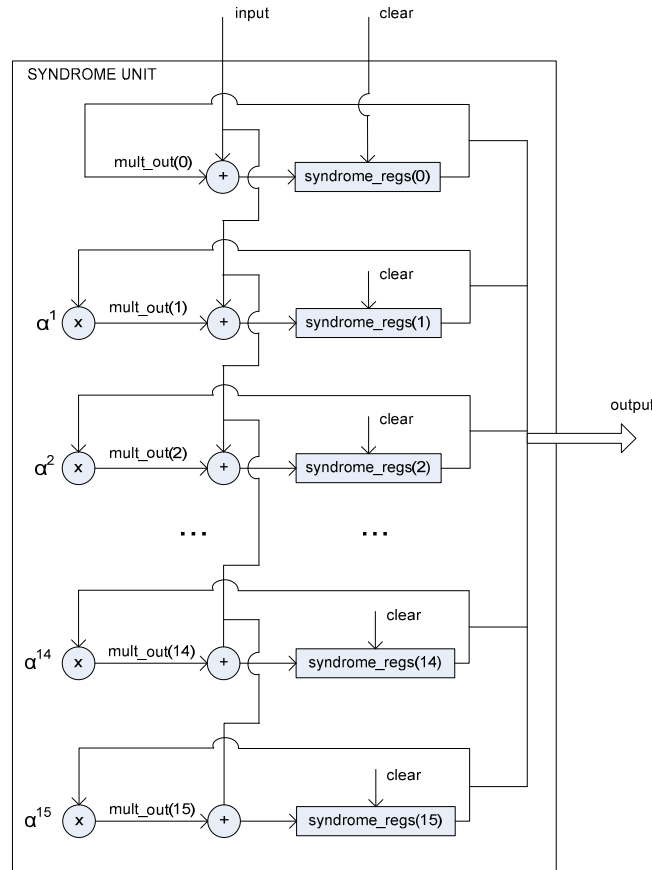 input clear
SYNDROME UNIT
mult_out(0)
+
syndrome_regs(0)
clear
α¹ x
mult_out(1)
+
syndrome_regs(1)
output
clear
α² x
mult_out(2)
+
syndrome_regs(2)
... ...
clear
α¹⁴ x
mult_out(14)
+
syndrome_regs(14)
clear
α¹⁵ x
mult_out(15)
+
syndrome_regs(15)